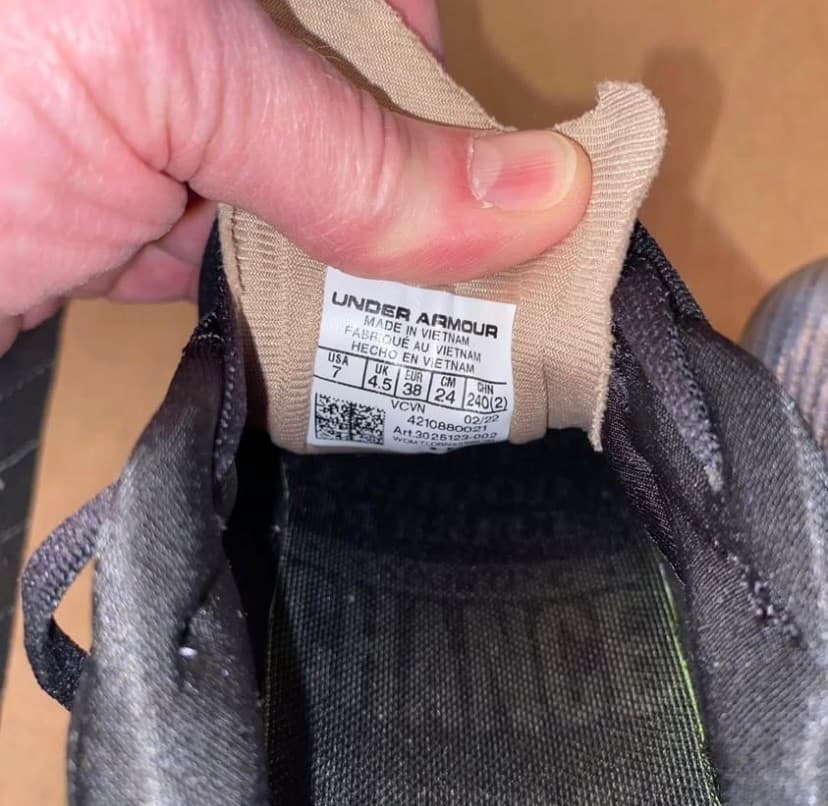 UNDER ARMOUR
MADE IN VIETNAM
FABRIQUÉ AU VIETNAM
HECHO EN VIETNAM
USA UK EUR CM CHN
7 4.5 38 24 240(2)
VCVN 02/22
4210880021
Art.3025123-002